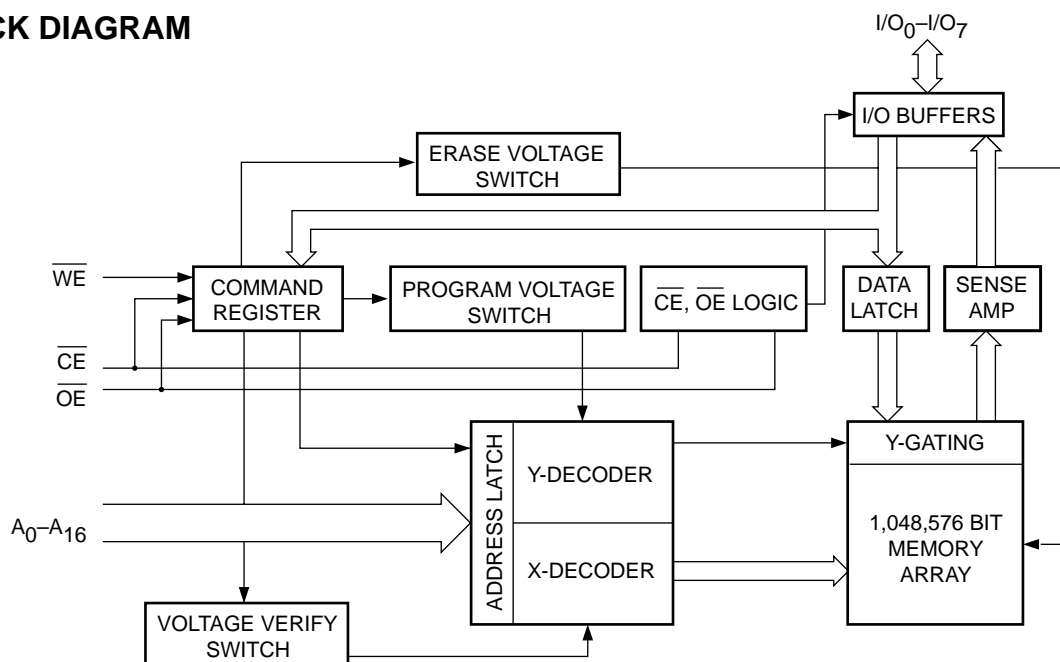 CK DIAGRAM
I/O0–I/O7
I/O BUFFERS
ERASE VOLTAGE
SWITCH
WE
COMMAND
REGISTER
PROGRAM VOLTAGE
SWITCH
CE, OE LOGIC
DATA
LATCH
SENSE
AMP
CE
OE
ADDRESS LATCH
Y-DECODER
Y-GATING
A0–A16
1,048,576 BIT
MEMORY
ARRAY
X-DECODER
VOLTAGE VERIFY
SWITCH